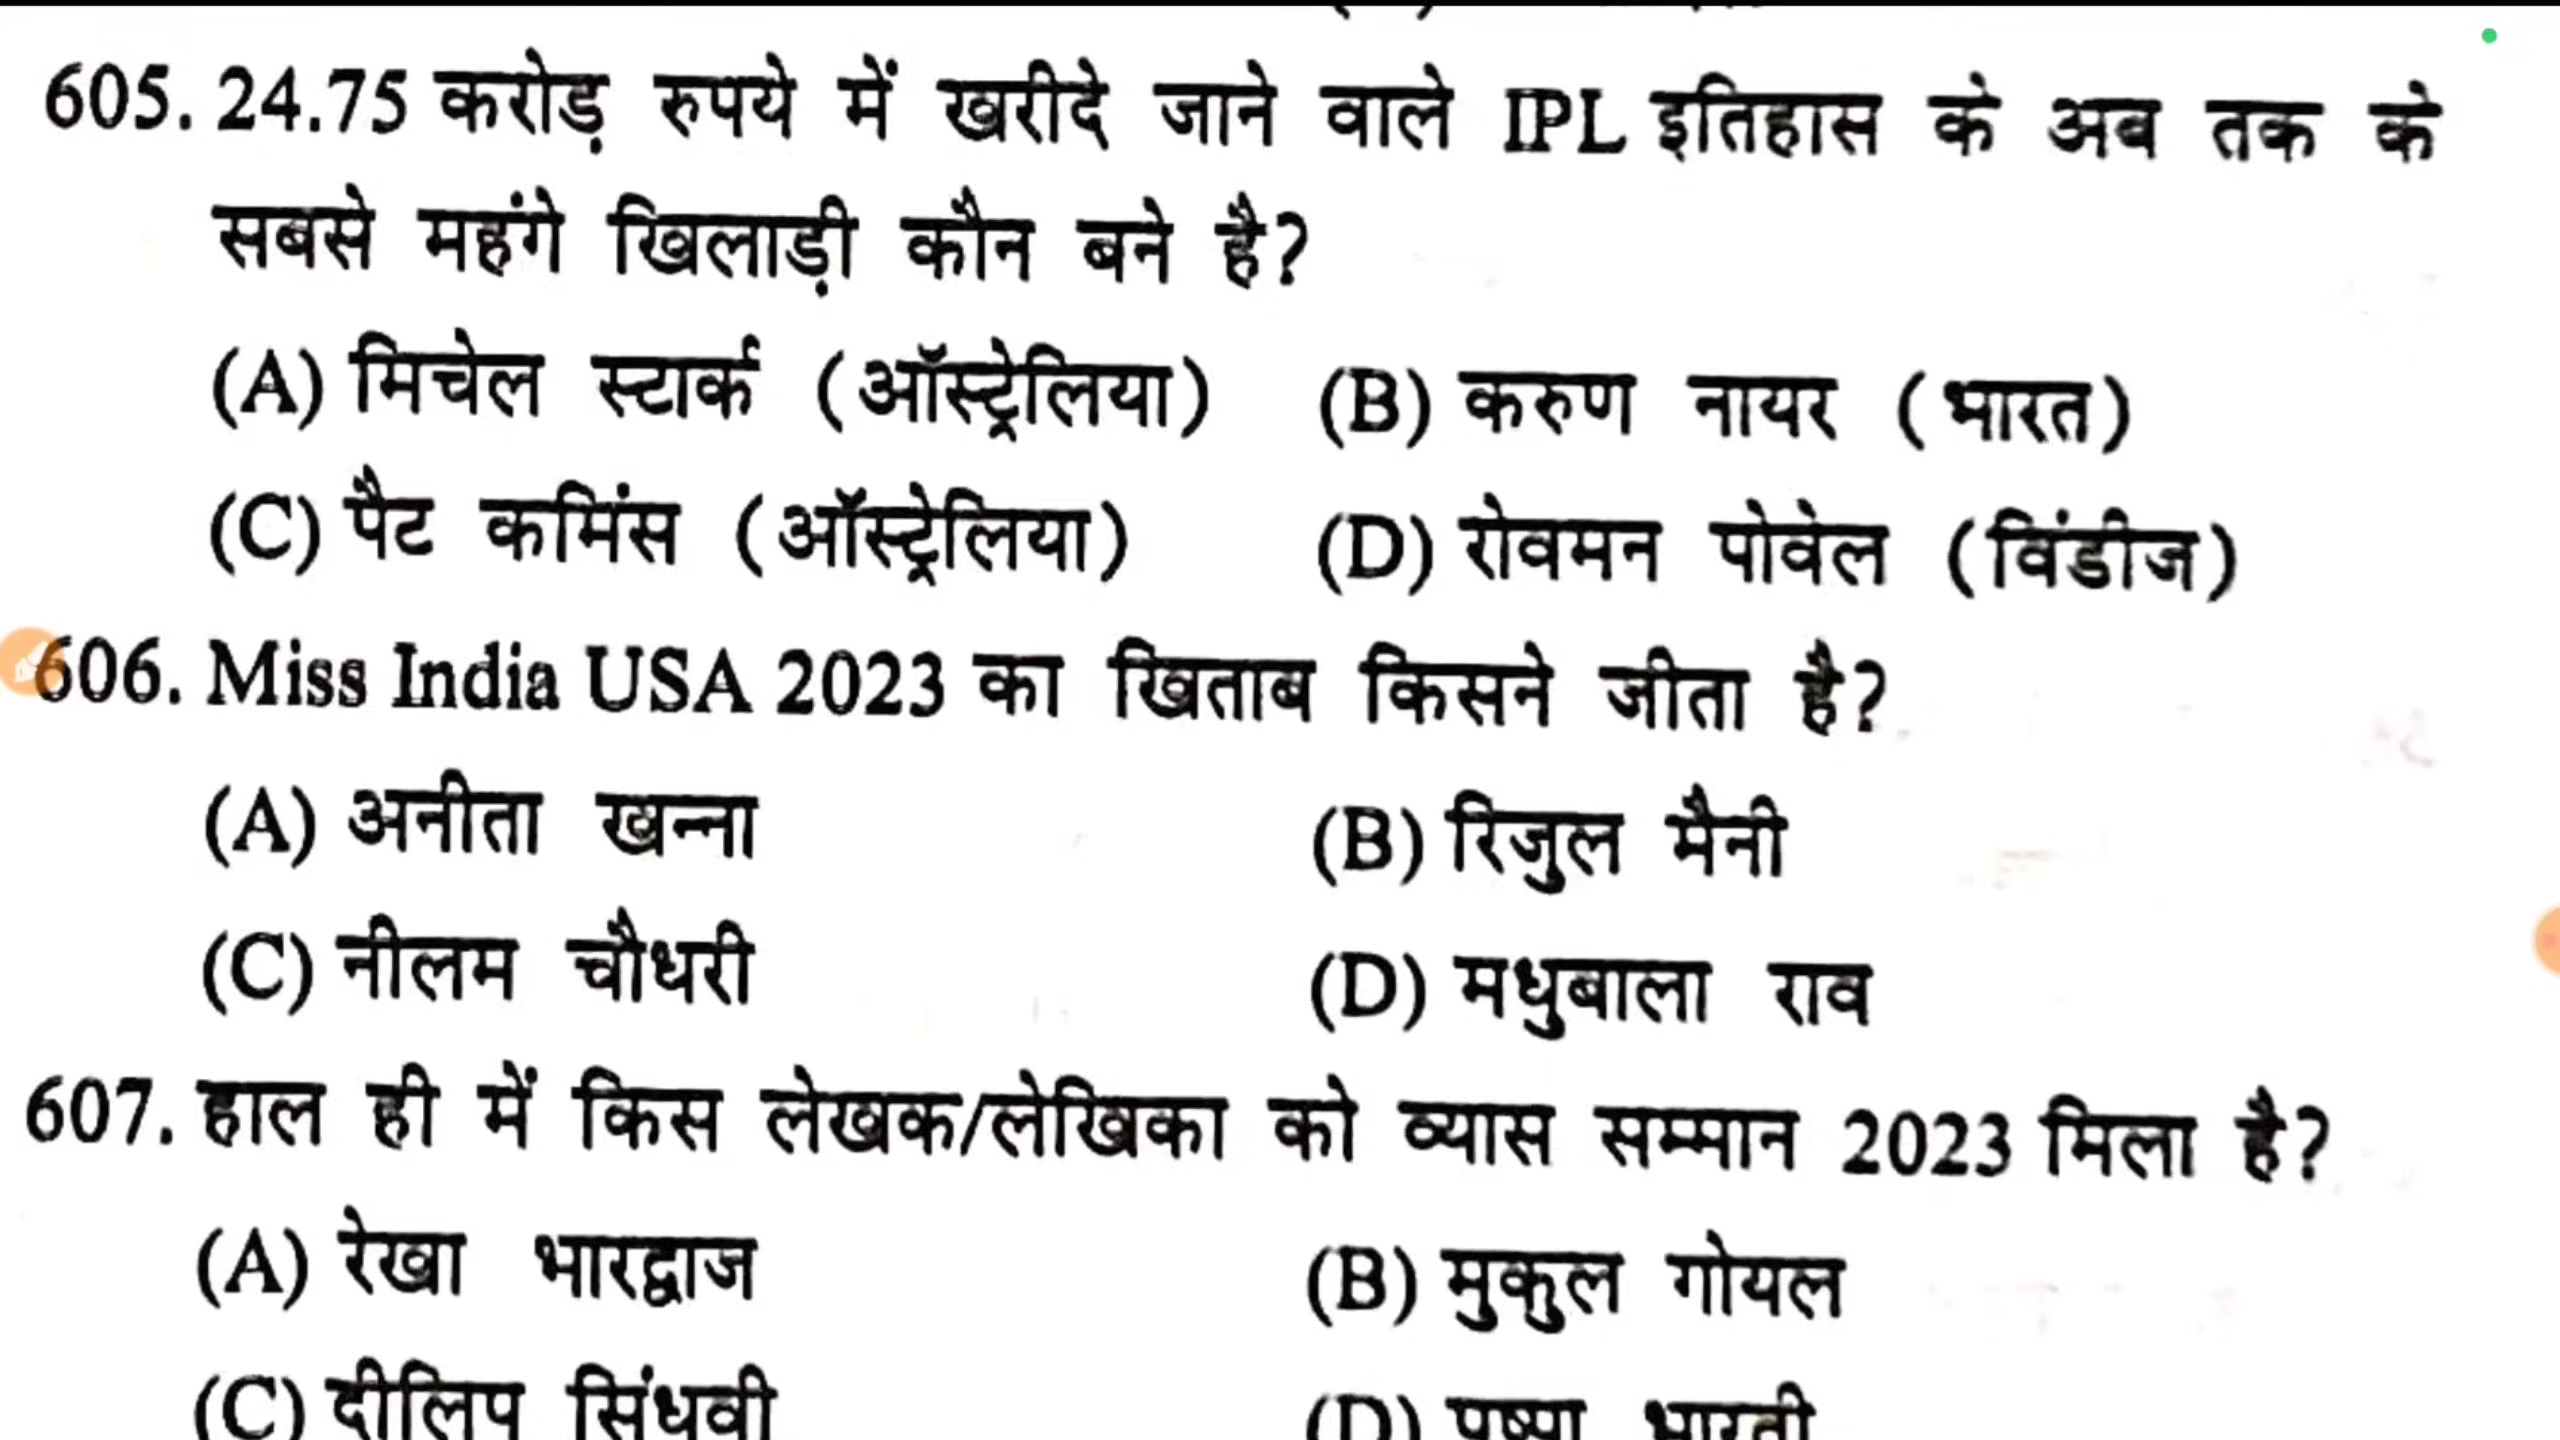 605. 24.75 करोड़ रुपये में खरीदे जाने वाले IPL इतिहास के अब तक के
सबसे महंगे खिलाड़ी कौन बने है?
(A) मिचेल स्टार्क (ऑस्ट्रेलिया) (B) करुण नायर (भारत)
(C) पैट कमिंस (ऑस्ट्रेलिया) (D) रोवमन पोवेल (विंडीज)
606. Miss India USA 2023 का खिताब किसने जीता है?
(A) अनीता खन्ना (B) रिजुल मैनी
(C) नीलम चौधरी (D) मधुबाला राव
607. हाल ही में किस लेखक/लेखिका को व्यास सम्मान 2023 मिला है?
(A) रेखा भारद्वाज (B) मुकुल गोयल
(C) दीलिप सिंधवी (D) पुष्पा भारती